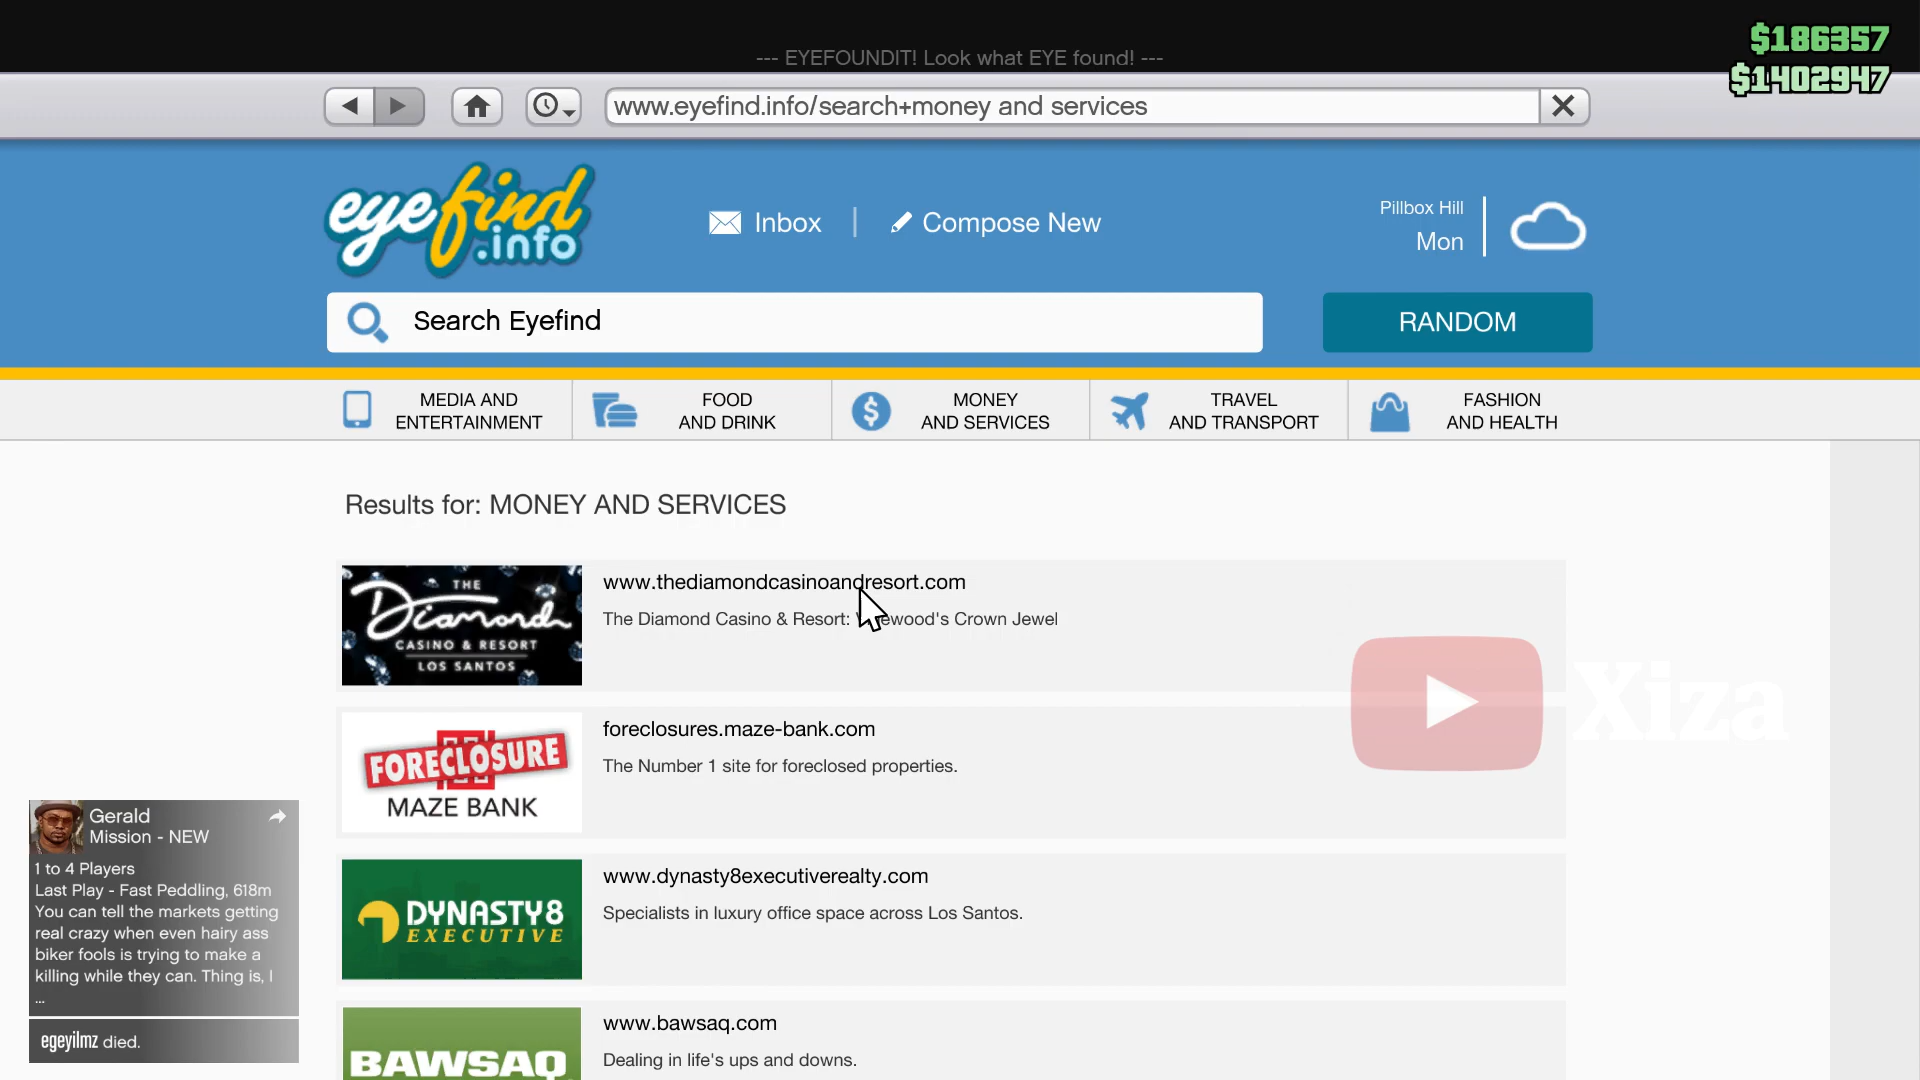 --- EYEFOUNDIT! Look what EYE found! ---
$186357
$1402947
www.eyefind.info/search+money and services
eyefind
.info
Inbox
Compose New
Pillbox Hill
Mon
Search Eyefind
RANDOM
MEDIA AND
ENTERTAINMENT
FOOD
AND DRINK
MONEY
AND SERVICES
TRAVEL
AND TRANSPORT
FASHION
AND HEALTH
Results for: MONEY AND SERVICES
THE
Diamond
CASINO & RESORT
LOS SANTOS
www.thediamondcasinoandresort.com
The Diamond Casino & Resort: ewood's Crown Jewel
FORECLOSURE
MAZE BANK
foreclosures.maze-bank.com
The Number 1 site for foreclosed properties.
Xiza
DYNASTY8
EXECUTIVE
www.dynasty8executiverealty.com
Specialists in luxury office space across Los Santos.
BAWSAQ
www.bawsaq.com
Dealing in life's ups and downs.
Gerald
Mission - NEW
1 to 4 Players
Last Play - Fast Peddling, 618m
You can tell the markets getting
real crazy when even hairy ass
biker fools is trying to make a
killing while they can. Thing is, I
...
egeyilmz died.